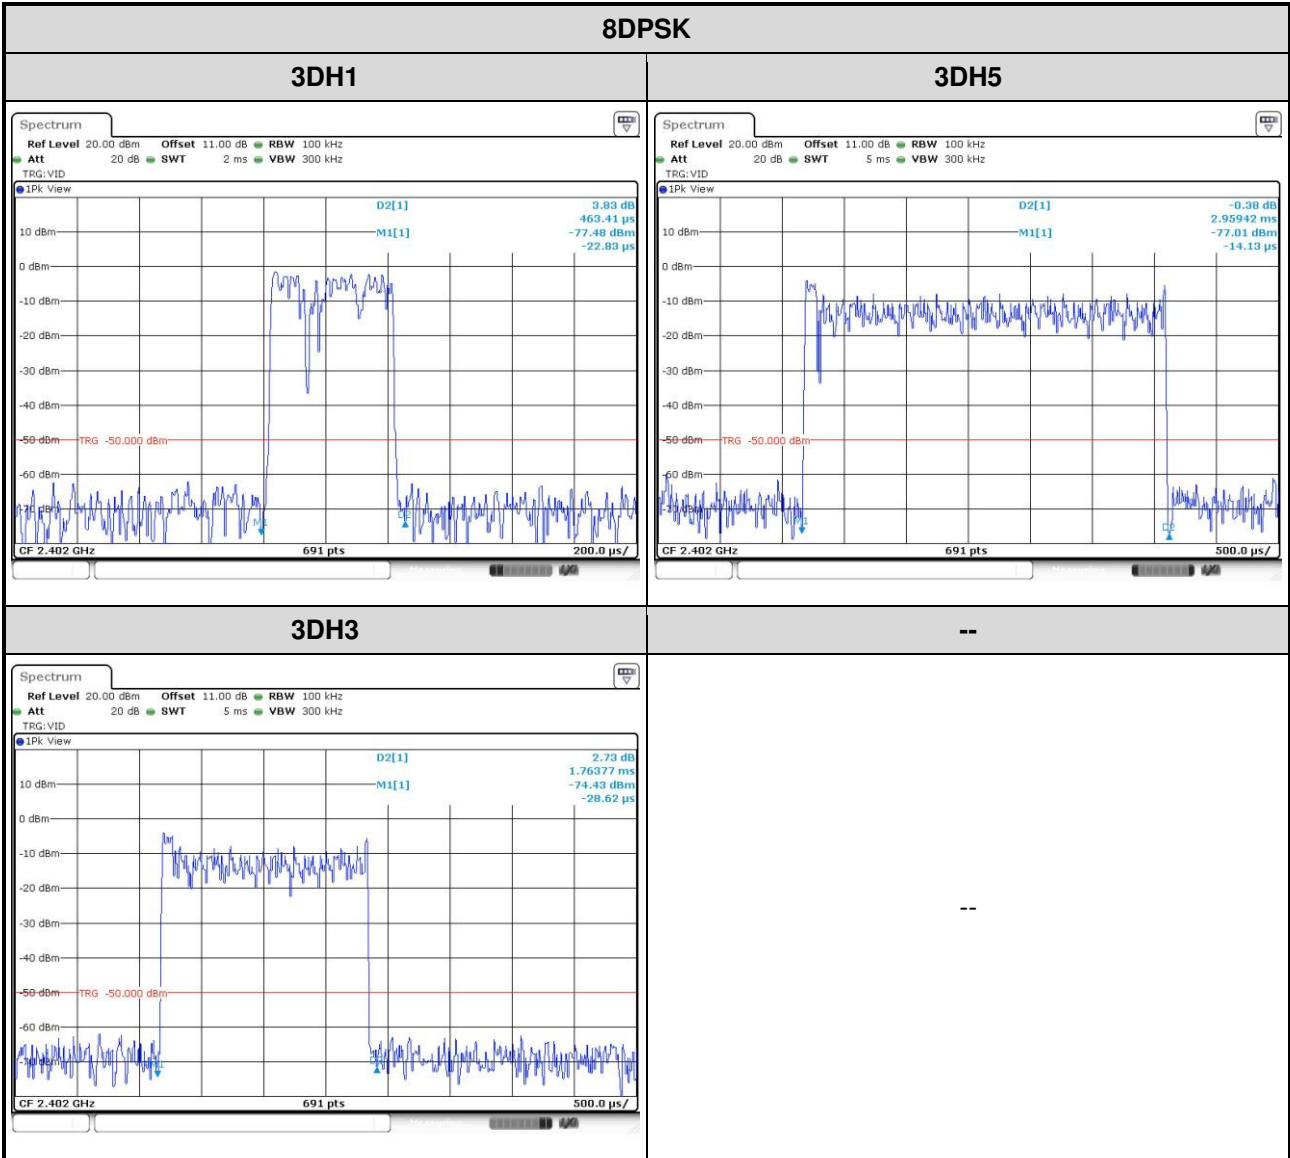 8DPSK
3DH1
3DH5
Spectrum
Ref Level 20.00 dBm Offset 11.00 dB RBW 100 kHz
Att 20 dB SWT 2 ms VBW 300 kHz
TRG:VID
1Pk View
D2[1] 3.83 dB
463.41 µs
M1[1] -77.48 dBm
-22.83 µs
10 dBm
0 dBm
-10 dBm
-20 dBm
-30 dBm
-40 dBm
-50 dBm TRG -50.000 dBm
-60 dBm
-70 dBm
M1
D2
CF 2.402 GHz 691 pts 200.0 µs/
Spectrum
Ref Level 20.00 dBm Offset 11.00 dB RBW 100 kHz
Att 20 dB SWT 5 ms VBW 300 kHz
TRG:VID
1Pk View
D2[1] -0.38 dB
2.95942 ms
M1[1] -77.01 dBm
-14.13 µs
10 dBm
0 dBm
-10 dBm
-20 dBm
-30 dBm
-40 dBm
-50 dBm TRG -50.000 dBm
-60 dBm
-70 dBm
M1
D2
CF 2.402 GHz 691 pts 500.0 µs/
3DH3
--
Spectrum
Ref Level 20.00 dBm Offset 11.00 dB RBW 100 kHz
Att 20 dB SWT 5 ms VBW 300 kHz
TRG:VID
1Pk View
D2[1] 2.73 dB
1.76377 ms
M1[1] -74.43 dBm
-28.62 µs
10 dBm
0 dBm
-10 dBm
-20 dBm
-30 dBm
-40 dBm
-50 dBm TRG -50.000 dBm
-60 dBm
-70 dBm
M1
CF 2.402 GHz 691 pts 500.0 µs/
--